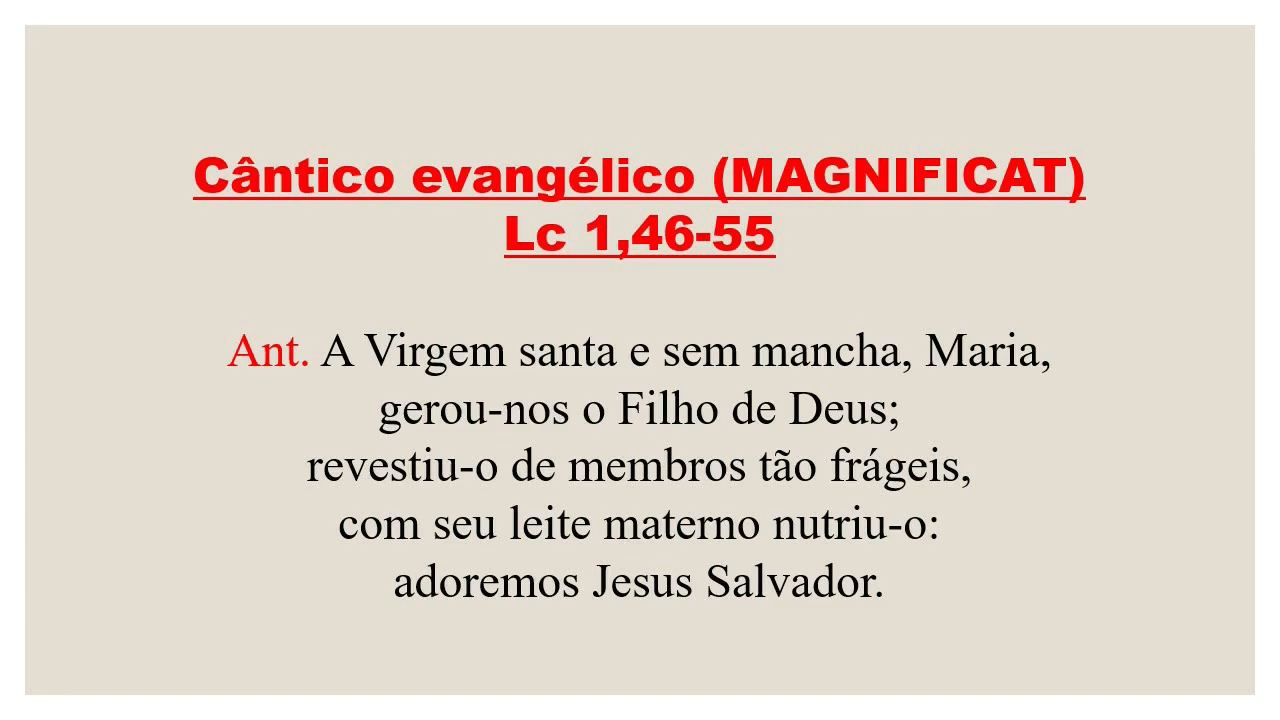 Cântico evangélico (MAGNIFICAT)
Lc 1,46-55
Ant. A Virgem santa e sem mancha, Maria,
gerou-nos o Filho de Deus;
revestiu-o de membros tão frágeis,
com seu leite materno nutriu-o:
adoremos Jesus Salvador.